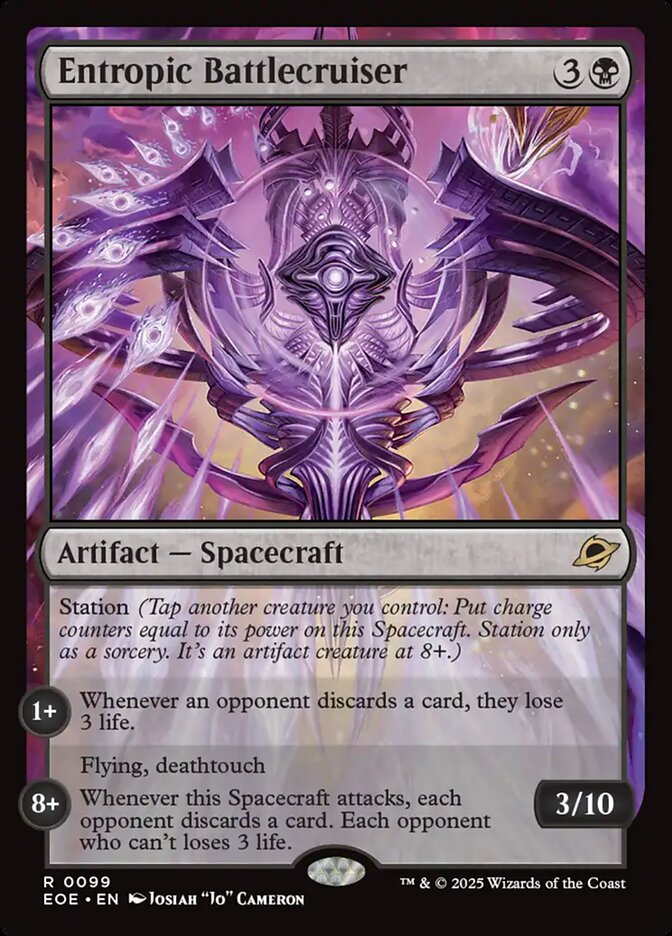 Entropic Battlecruiser 3
Artifact — Spacecraft
Station (Tap another creature you control: Put charge
counters equal to its power on this Spacecraft. Station only
as a sorcery. It's an artifact creature at 8+.)
1+
Whenever an opponent discards a card, they lose
3 life.
Flying, deathtouch
8+
Whenever this Spacecraft attacks, each
opponent discards a card. Each opponent
who can't loses 3 life.
3/10
R 0099
EOE • EN Josiah "Jo" Cameron
™ & © 2025 Wizards of the Coast